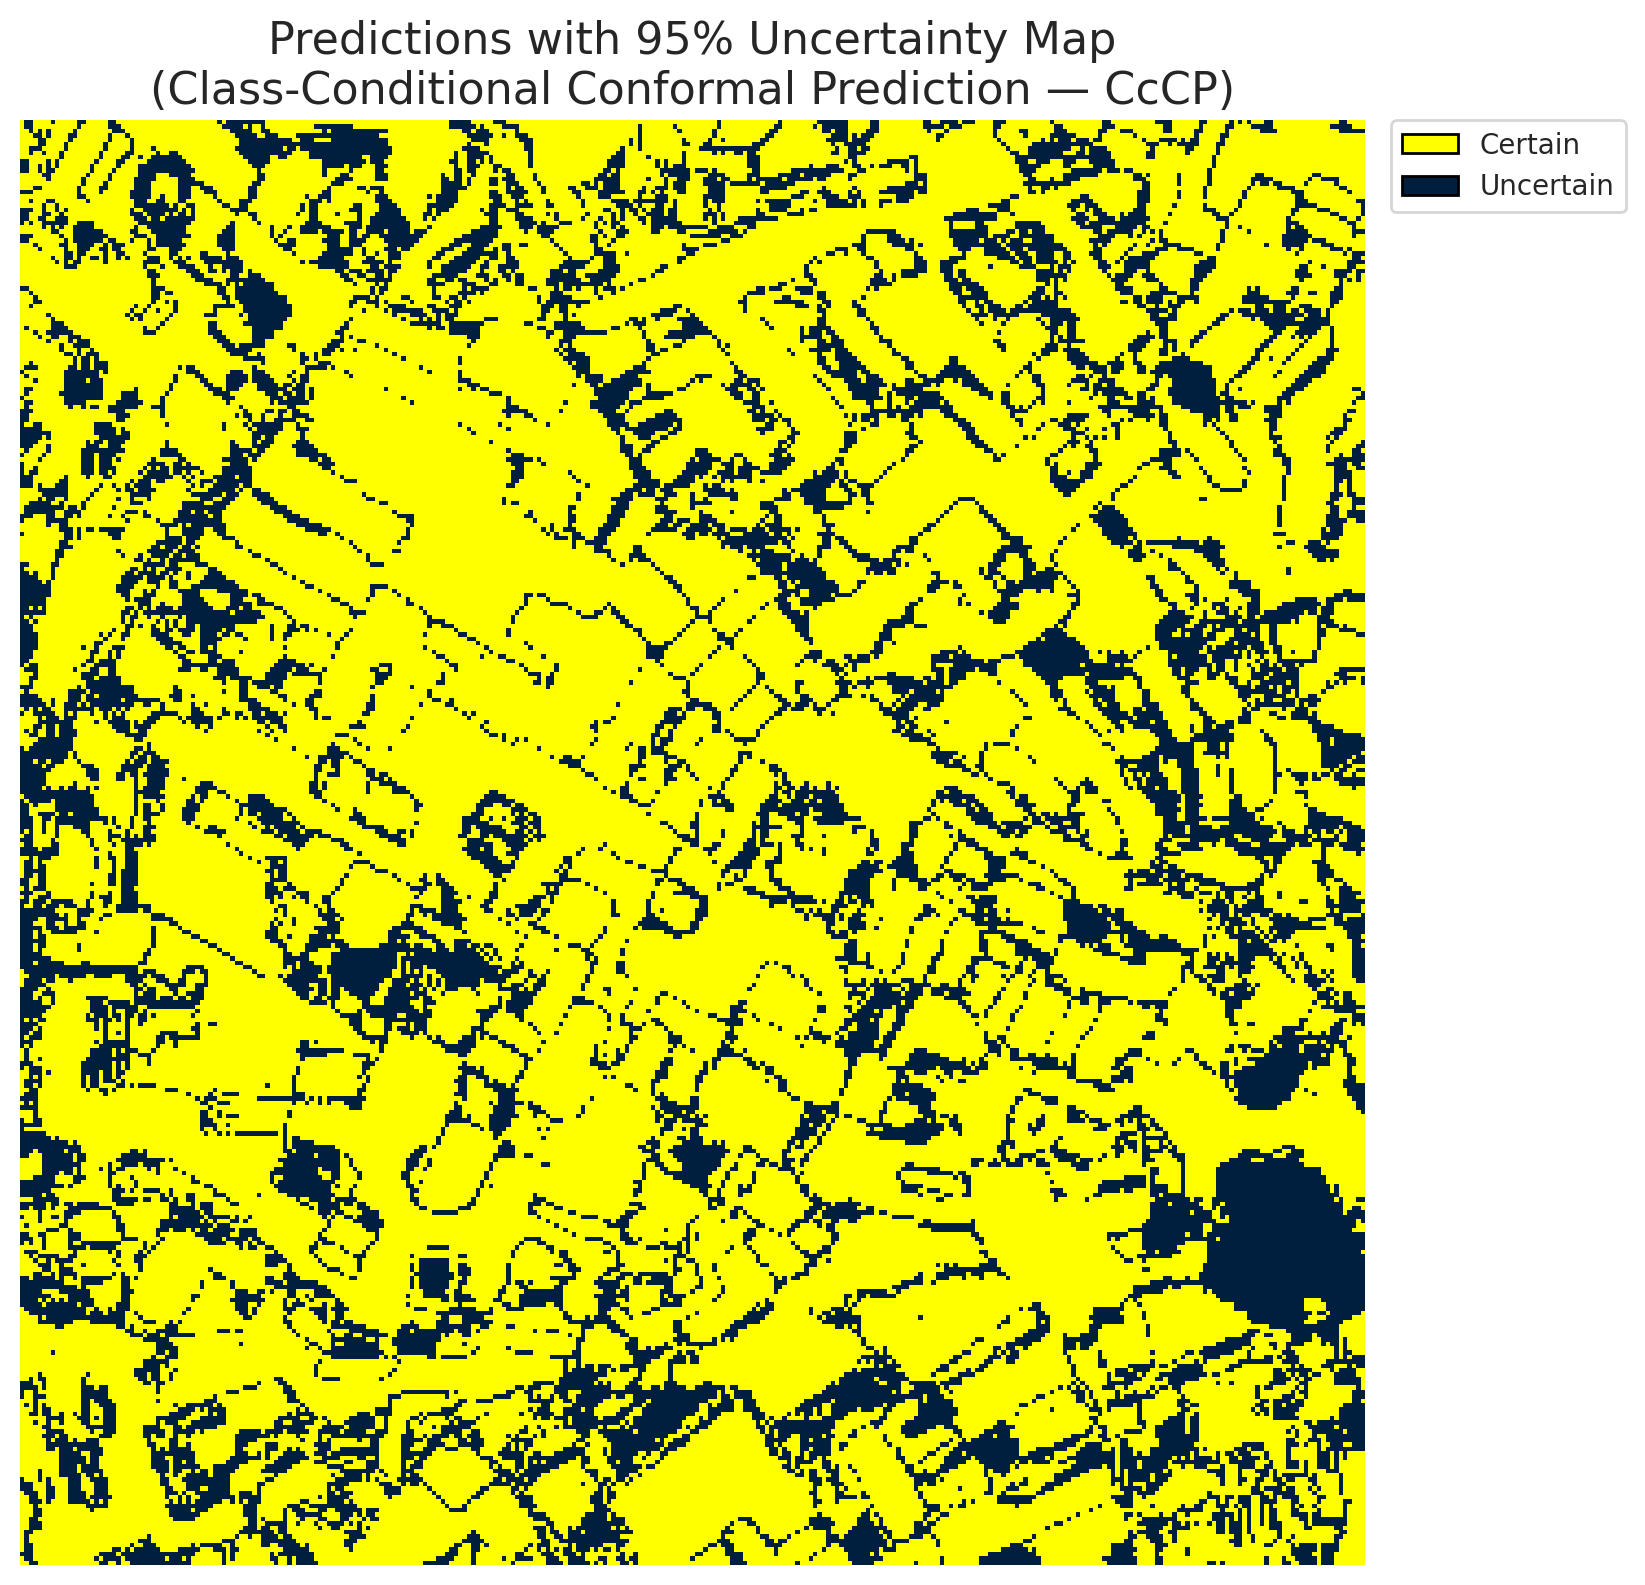 Predictions with 95% Uncertainty Map
(Class-Conditional Conformal Prediction — CcCP)
Certain
Uncertain